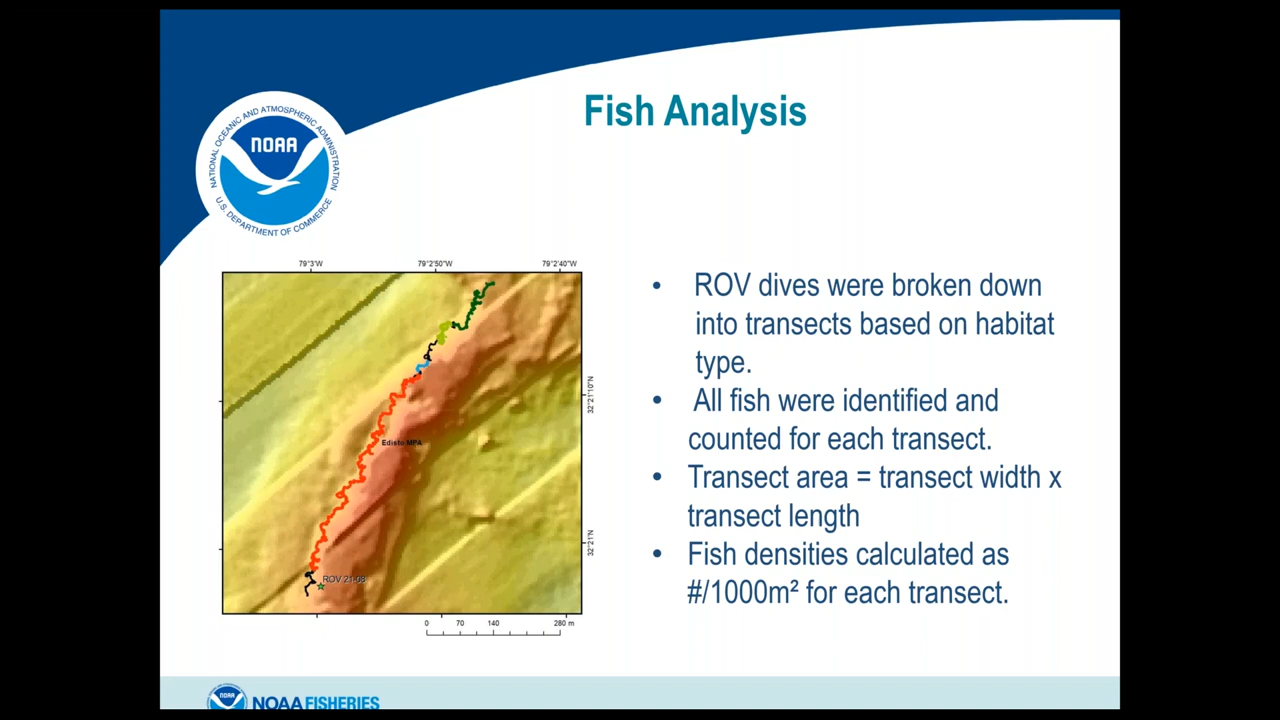 Fish Analysis
NATIONAL OCEANIC AND ATMOSPHERIC ADMINISTRATION
NOAA
U.S. DEPARTMENT OF COMMERCE
79°3'W
79°2'50"W
79°2'40"W
32°21'10"N
32°21'N
Edisto MPA
ROV 21-08
0 70 140 280 m
• ROV dives were broken down
into transects based on habitat
type.
• All fish were identified and
counted for each transect.
• Transect area = transect width x
transect length
• Fish densities calculated as
#/1000m² for each transect.
NOAA
NOAA FISHERIES